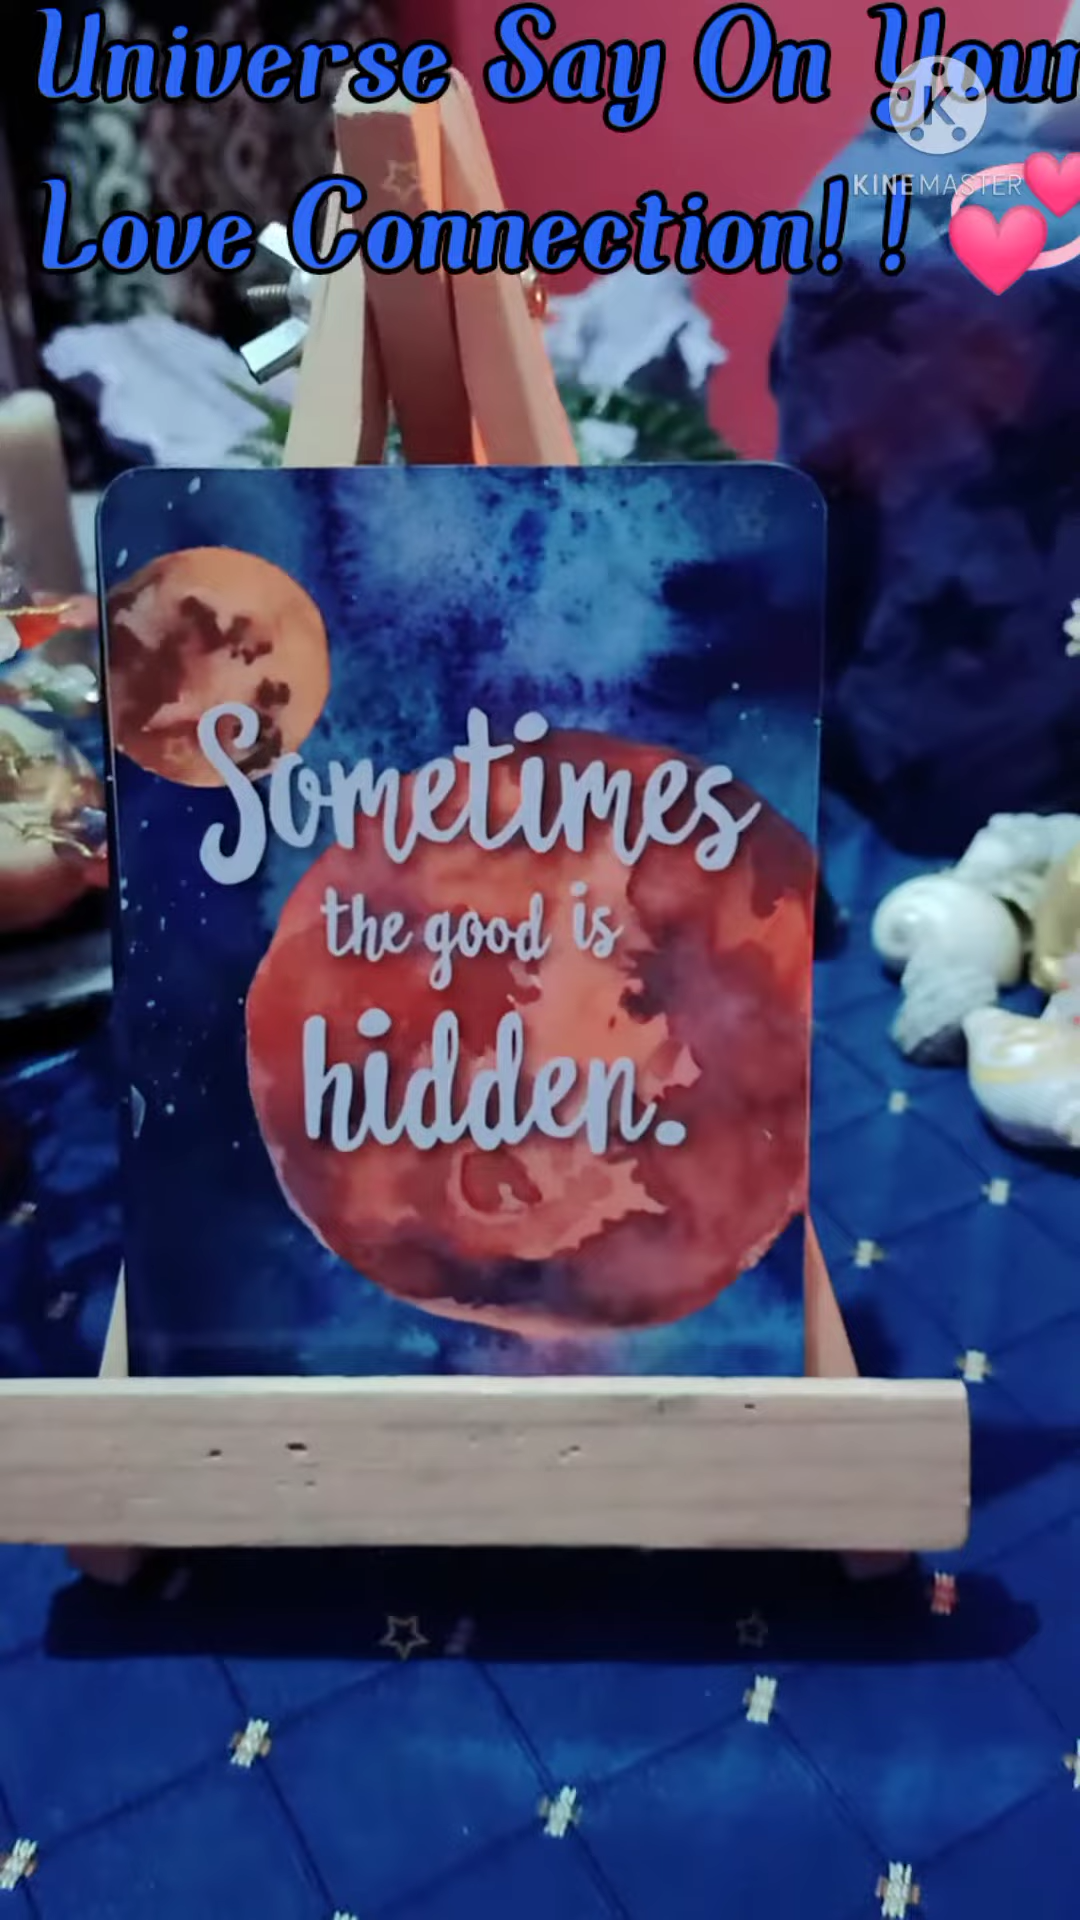 Universe Say On Your
Love Connection! !
KINEMASTER
Sometimes
the good is
hidden.